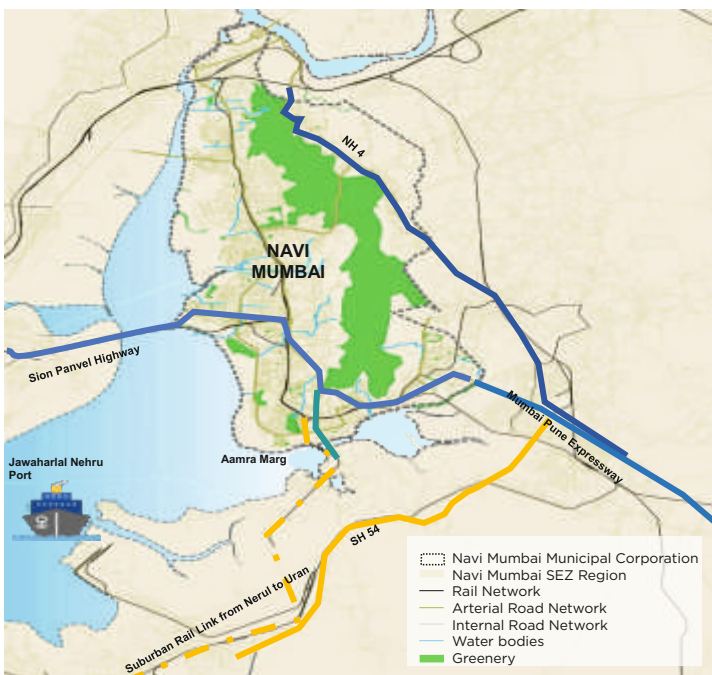 NH 4
NAVI
MUMBAI
Sion Panvel Highway
Mumbai Pune Expressway
Jawaharlal Nehru
Port
Aamra Marg
SH 54
Suburban Rail Link from Nerul to Uran
Navi Mumbai Municipal Corporation
Navi Mumbai SEZ Region
Rail Network
Arterial Road Network
Internal Road Network
Water bodies
Greenery